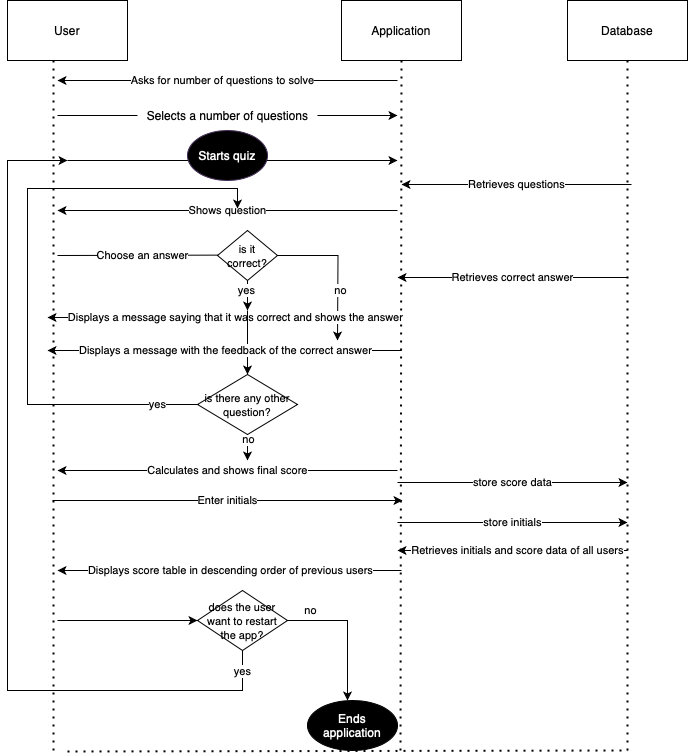 User
Application
Database
Asks for number of questions to solve
Selects a number of questions
Starts quiz
Retrieves questions
Shows question
Choose an answer
is it
correct?
Retrieves correct answer
yes
no
Displays a message saying that it was correct and shows the answer
Displays a message with the feedback of the correct answer
is there any other
question?
yes
no
Calculates and shows final score
store score data
Enter initials
store initials
Retrieves initials and score data of all users
Displays score table in descending order of previous users
does the user
want to restart
the app?
no
yes
Ends
application